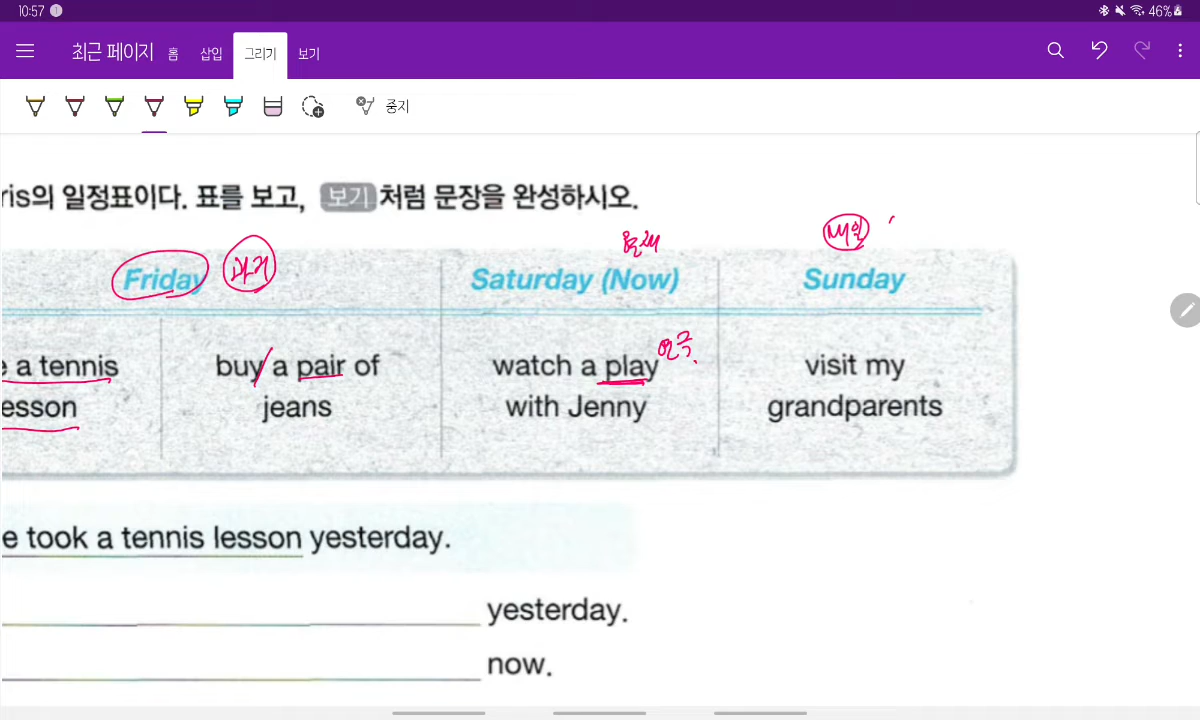 10:57
46%
최근 페이지 홈 삽입 그리기 보기
중지
ris의 일정표이다. 표를 보고, 보기 처럼 문장을 완성하시오.
현재 내일
Friday 과거 Saturday (Now) Sunday
e a tennis buy a pair of watch a play 연극. visit my
esson jeans with Jenny grandparents
e took a tennis lesson yesterday.
yesterday.
now.